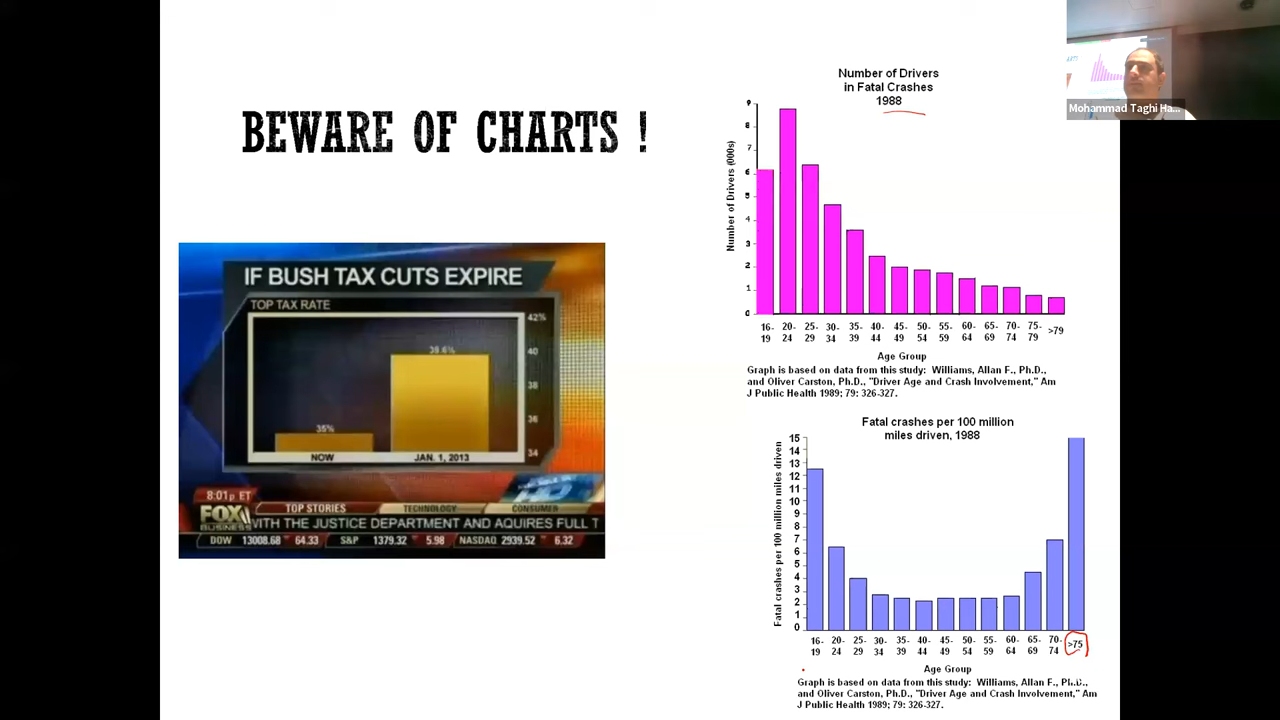 BEWARE OF CHARTS !
IF BUSH TAX CUTS EXPIRE
TOP TAX RATE
42%
40
38
36
34
35%
39.6%
NOW
JAN. 1, 2013
8:01p ET
TOP STORIES
TECHNOLOGY
CONSUMER
FOX
BUSINESS
WITH THE JUSTICE DEPARTMENT AND AQUIRES FULL T
DOW 13008.68 64.33 S&P 1379.32 5.98 NASDAQ 2939.52 6.32
Number of Drivers
in Fatal Crashes
1988
Number of Drivers (000s)
9
8
7
6
5
4
3
2
1
0
16-19
20-24
25-29
30-34
35-39
40-44
45-49
50-54
55-59
60-64
65-69
70-74
75-79
>79
Age Group
Graph is based on data from this study: Williams, Allan F., Ph.D.,
and Oliver Carston, Ph.D., "Driver Age and Crash Involvement," Am
J Public Health 1989; 79: 326-327.
Fatal crashes per 100 million
miles driven, 1988
Fatal crashes per 100 million miles driven
15
14
13
12
11
10
9
8
7
6
5
4
3
2
1
0
16-19
20-24
25-29
30-34
35-39
40-44
45-49
50-54
55-59
60-64
65-69
70-74
>75
Age Group
Graph is based on data from this study: Williams, Allan F., Ph.D.,
and Oliver Carston, Ph.D., "Driver Age and Crash Involvement," Am
J Public Health 1989; 79: 326-327.
Mohammad Taghi Ha...